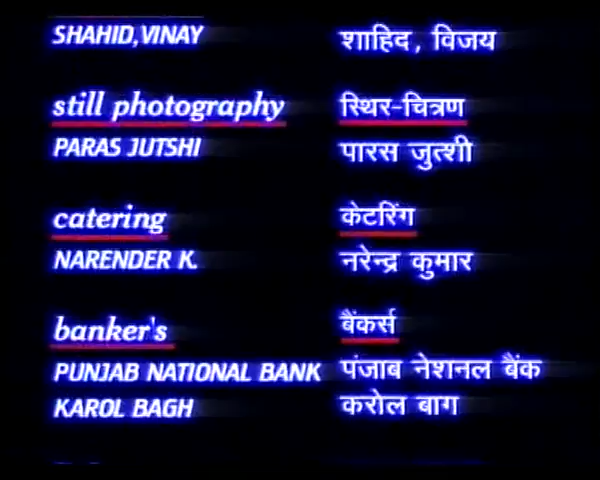 SHAHID,VINAY शाहिद, विजय
still photography स्थिर-चित्रण
PARAS JUTSHI पारस जुत्शी
catering केटरिंग
NARENDER K. नरेन्द्र कुमार
banker's बैंकर्स
PUNJAB NATIONAL BANK पंजाब नेशनल बैंक
KAROL BAGH करोल बाग